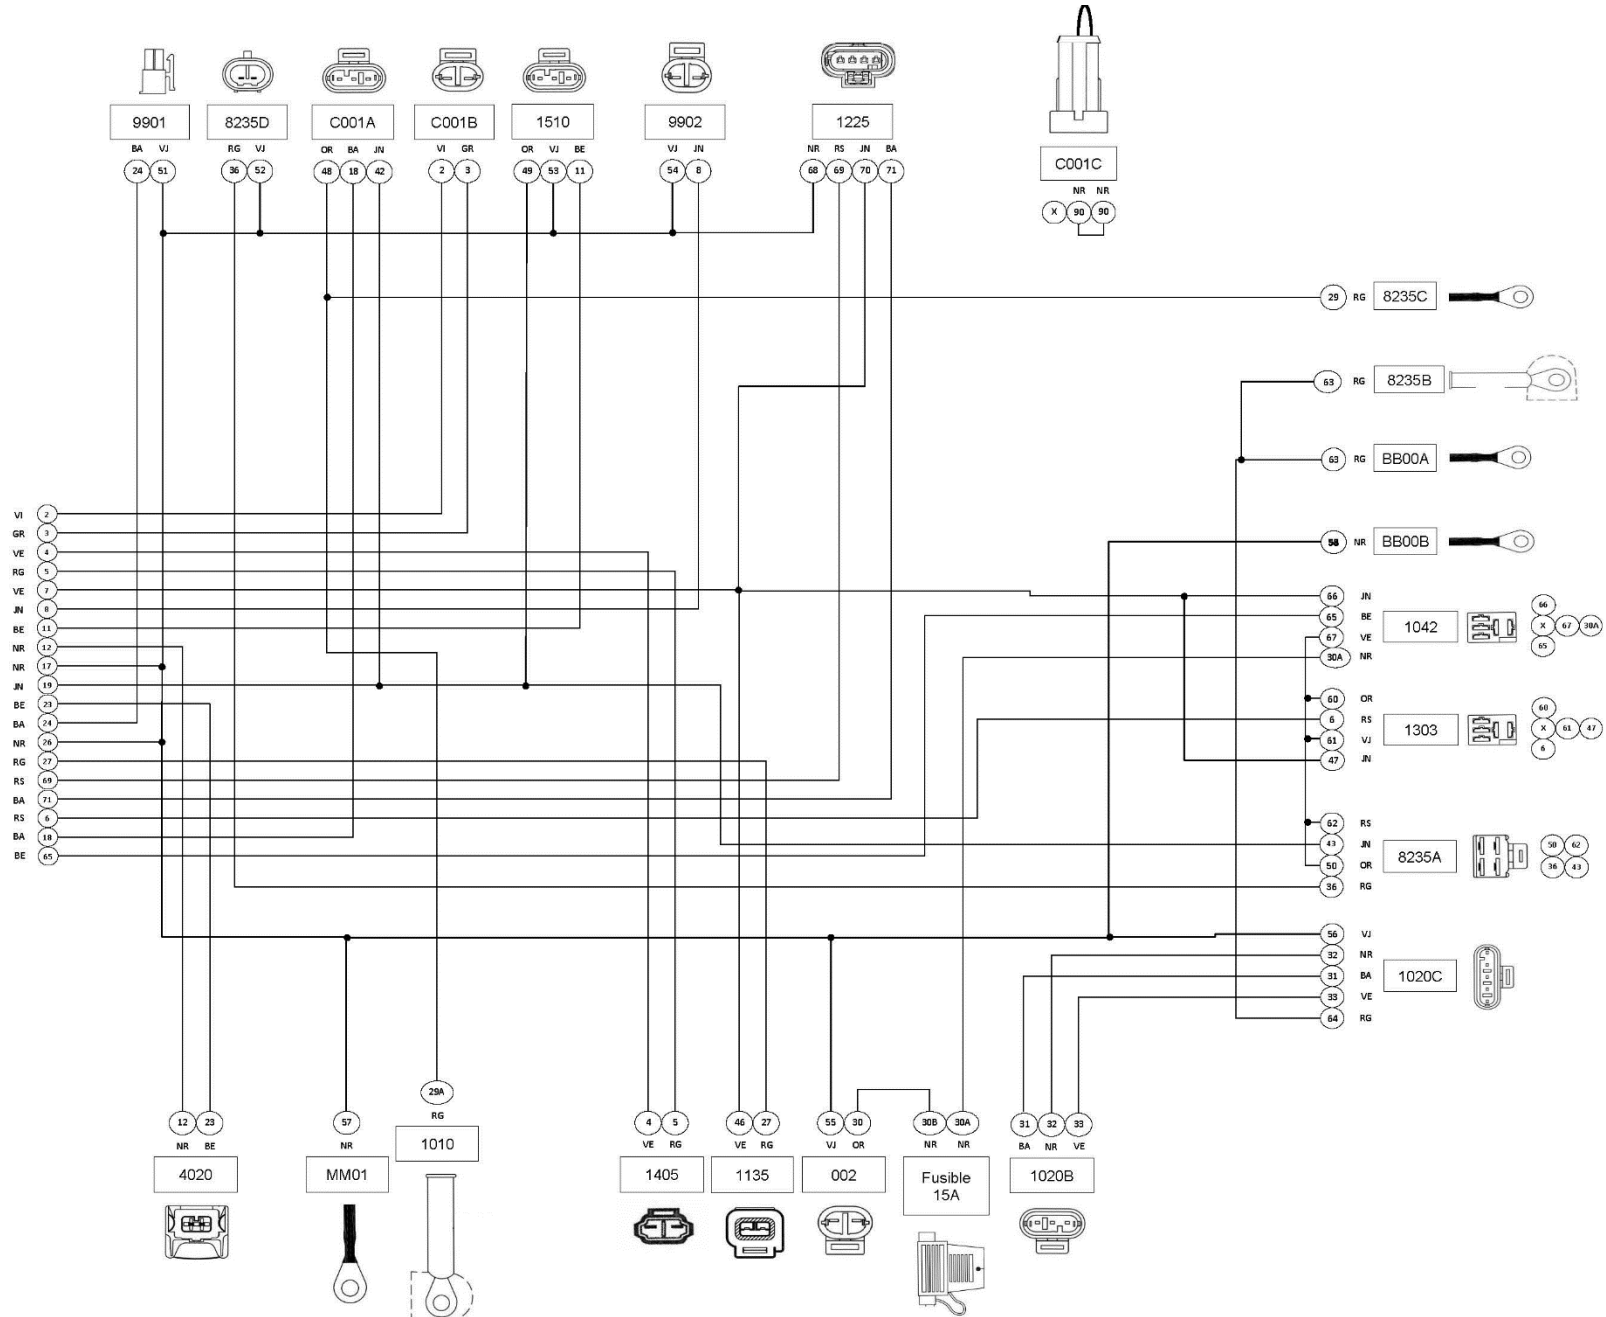 9901
8235D
C001A
C001B
1510
9902
1225
BA VJ
RG VJ
OR BA JN
VI GR
OR VJ BE
VJ JN
NR RS JN BA
24 51
36 52
48 18 42
2 3
49 53 11
54 8
68 69 70 71
C001C
NR NR
X 90 90
29 RG 8235C
63 RG 8235B
63 RG BB00A
NR BB00B
VI 2
GR 3
VE 4
RG 5
VE 7
JN 8
BE 11
NR 12
NR 17
JN 19
BE 23
BA 24
NR 26
RG 27
RS 69
BA 71
RS 6
BA 18
BE 65
66 JN
65 BE
67 VE
30A NR
1042
66
X 67 30A
65
60 OR
6 RS
61 VJ
47 JN
1303
60
X 61 47
6
62 RS
43 JN
50 OR
36 RG
8235A
50 62
36 43
56 VJ
32 NR
31 BA
33 VE
64 RG
1020C
12 23
NR BE
4020
57
NR
MM01
29A
RG
1010
4 5
VE RG
1405
46 27
VE RG
1135
55 30
VJ OR
002
30B 30A
NR NR
Fusible
15A
31 32 33
BA NR VE
1020B